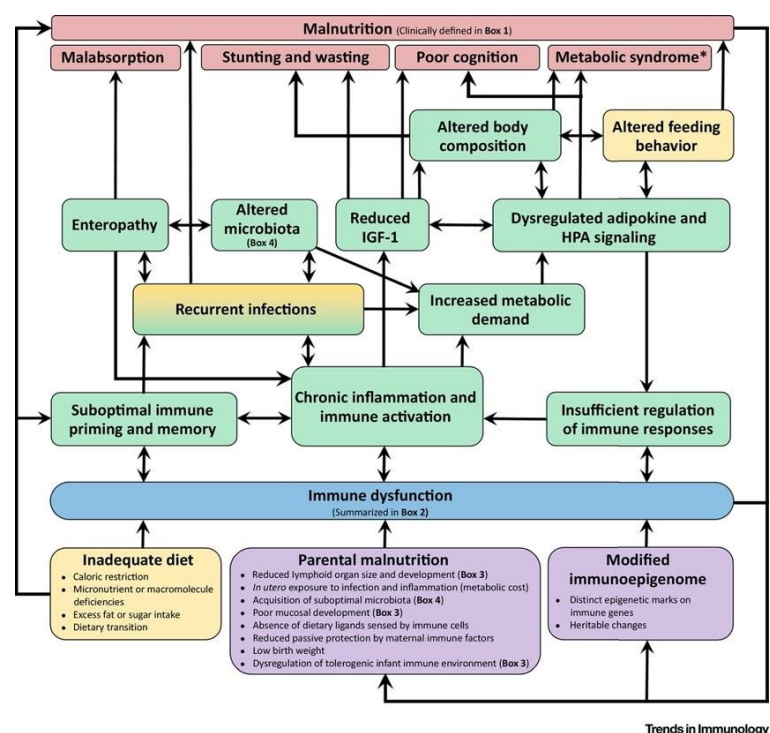 Malnutrition (Clinically defined in Box 1)
Malabsorption
Stunting and wasting
Poor cognition
Metabolic syndrome*
Altered body
composition
Altered feeding
behavior
Enteropathy
Altered
microbiota
(Box 4)
Reduced
IGF-1
Dysregulated adipokine and
HPA signaling
Recurrent infections
Increased metabolic
demand
Suboptimal immune
priming and memory
Chronic inflammation and
immune activation
Insufficient regulation
of immune responses
Immune dysfunction
(Summarized in Box 2)
Inadequate diet
• Caloric restriction
• Micronutrient or macromolecule
deficiencies
• Excess fat or sugar intake
• Dietary transition
Parental malnutrition
• Reduced lymphoid organ size and development (Box 3)
• In utero exposure to infection and inflammation (metabolic cost)
• Acquisition of suboptimal microbiota (Box 4)
• Poor mucosal development (Box 3)
• Absence of dietary ligands sensed by immune cells
• Reduced passive protection by maternal immune factors
• Low birth weight
• Dysregulation of tolerogenic infant immune environment (Box 3)
Modified
immunoepigenome
• Distinct epigenetic marks on
immune genes
• Heritable changes
Trends in Immunology